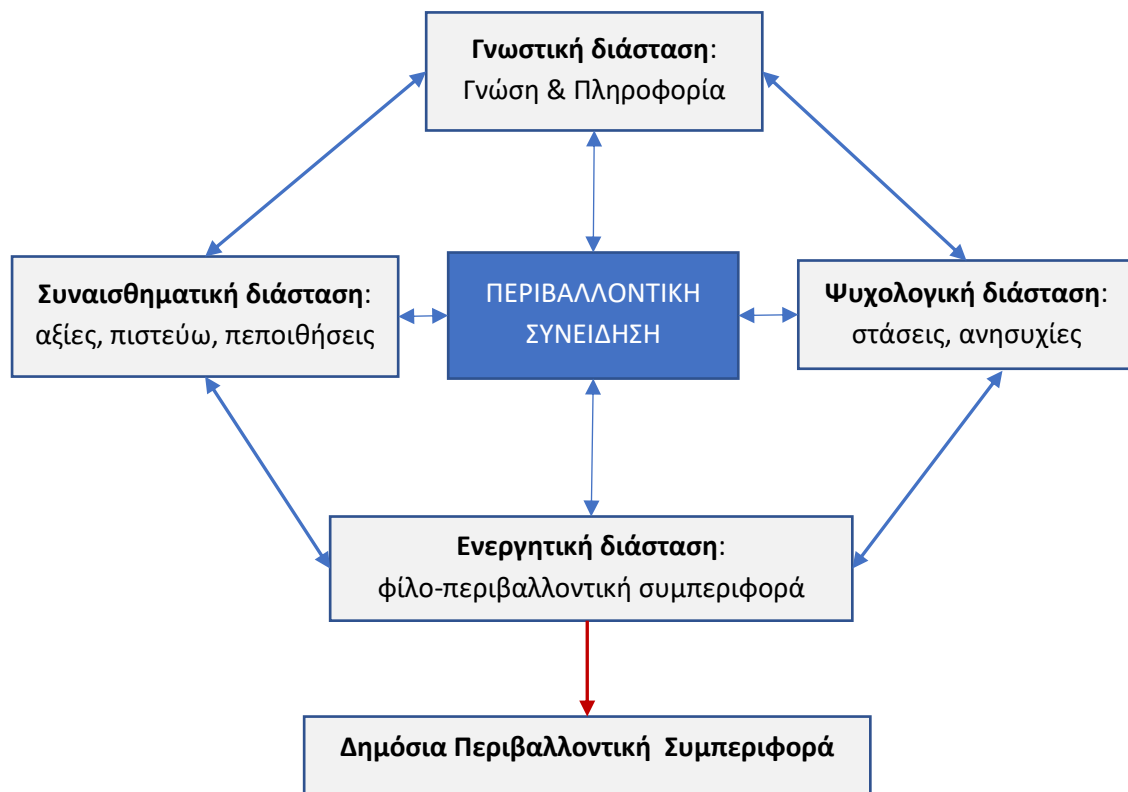 Γνωστική διάσταση:
Γνώση & Πληροφορία
Συναισθηματική διάσταση:
αξίες, πιστεύω, πεποιθήσεις
ΠΕΡΙΒΑΛΛΟΝΤΙΚΗ
ΣΥΝΕΙΔΗΣΗ
Ψυχολογική διάσταση:
στάσεις, ανησυχίες
Ενεργητική διάσταση:
φίλο-περιβαλλοντική συμπεριφορά
Δημόσια Περιβαλλοντική Συμπεριφορά